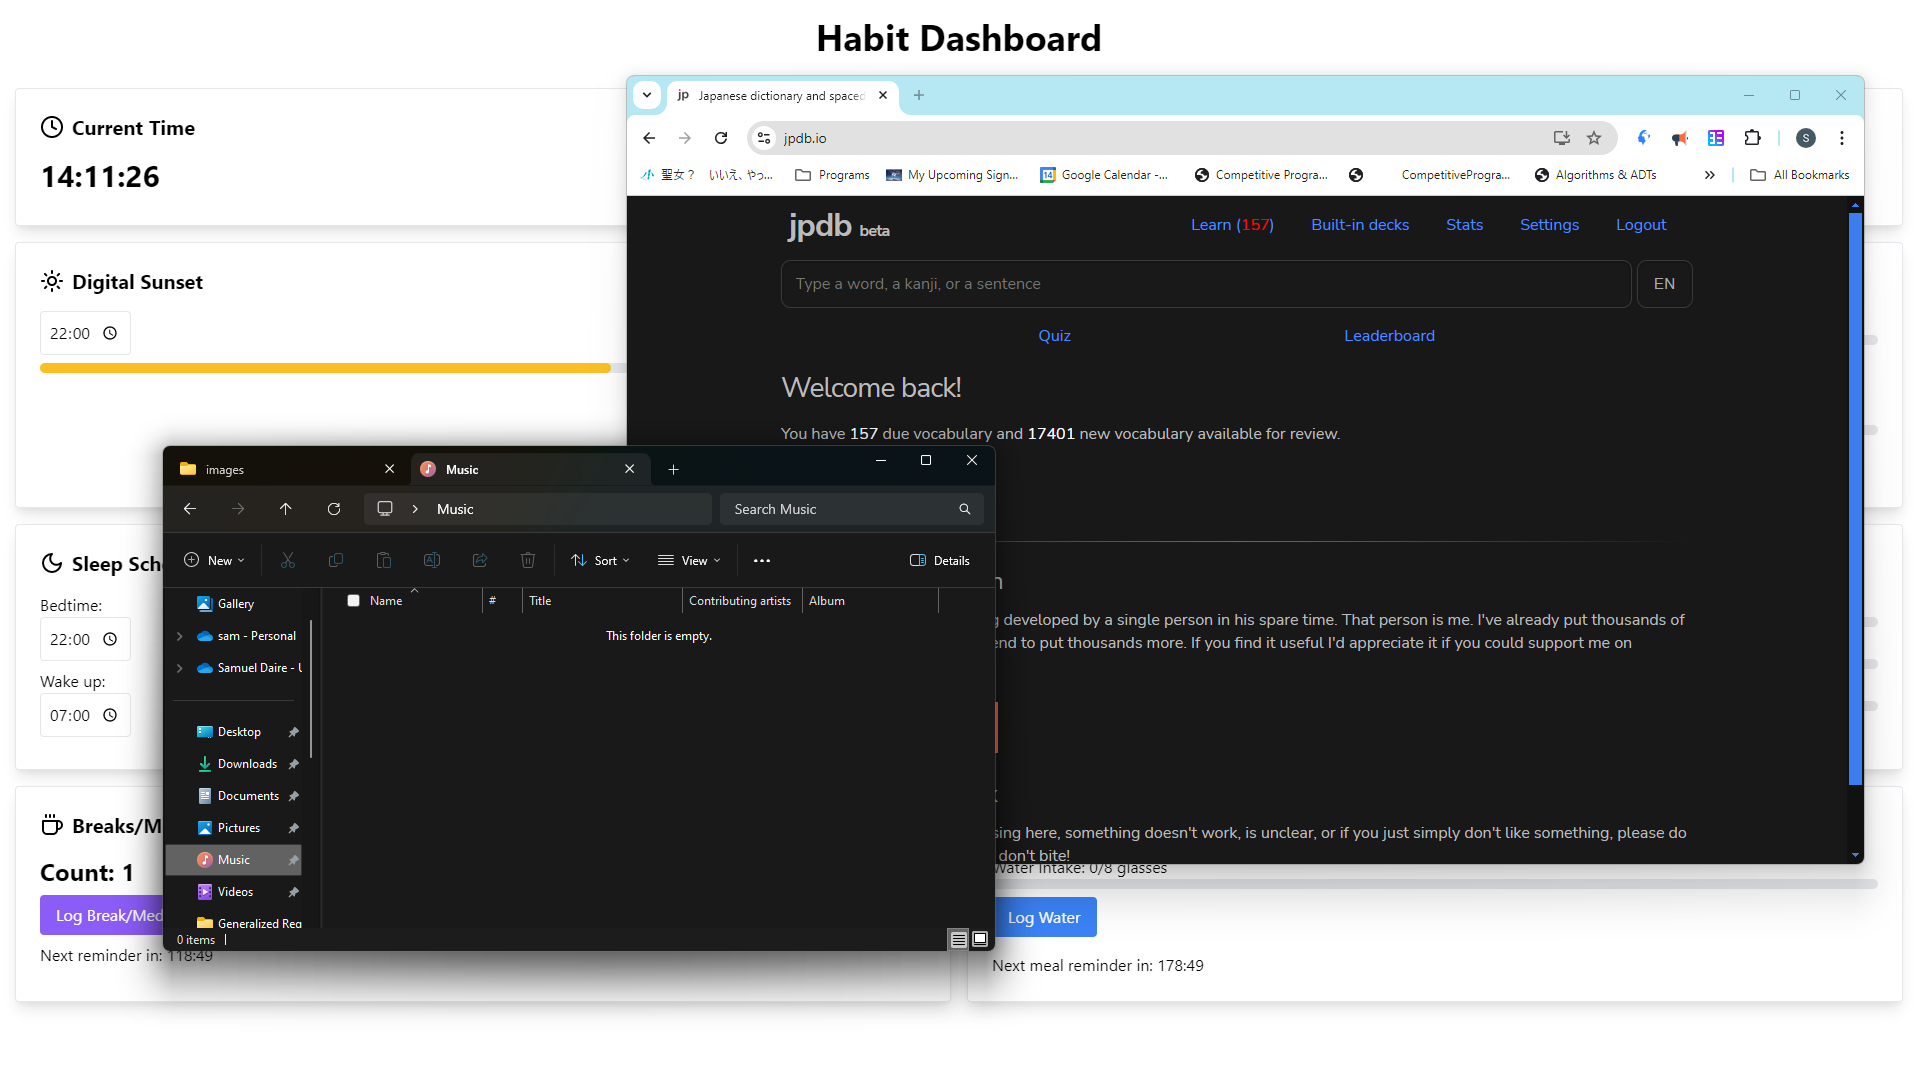 Habit Dashboard
Current Time
14:11:26
Digital Sunset
22:00
Bedtime:
22:00
Wake up:
07:00
Count: 1
Next reminder in: 118:49
jp Japanese dictionary and spaced
jpdb.io
聖女？ いいえ、やっ...
Programs
My Upcoming Sign...
Google Calendar -...
Competitive Progra...
CompetitivePrograa...
Algorithms & ADTs
All Bookmarks
jpdb beta
Learn (157)
Built-in decks
Stats
Settings
Logout
Type a word, a kanji, or a sentence
EN
Quiz
Leaderboard
Welcome back!
You have 157 due vocabulary and 17401 new vocabulary available for review.
developed by a single person in his spare time. That person is me. I've already put thousands of
to put thousands more. If you find it useful I'd appreciate it if you could support me on
here, something doesn't work, is unclear, or if you just simply don't like something, please do
don't bite!
images
Music
Music
Search Music
New
Sort
View
Details
Name
#
Title
Contributing artists
Album
This folder is empty.
Gallery
sam - Personal
Samuel Daire - U
Desktop
Downloads
Documents
Pictures
Music
Videos
Generalized Req
0 items
Sleep Sch
Breaks/M
Log Break/Med
Water Intake: 0/8 glasses
Log Water
Next meal reminder in: 178:49